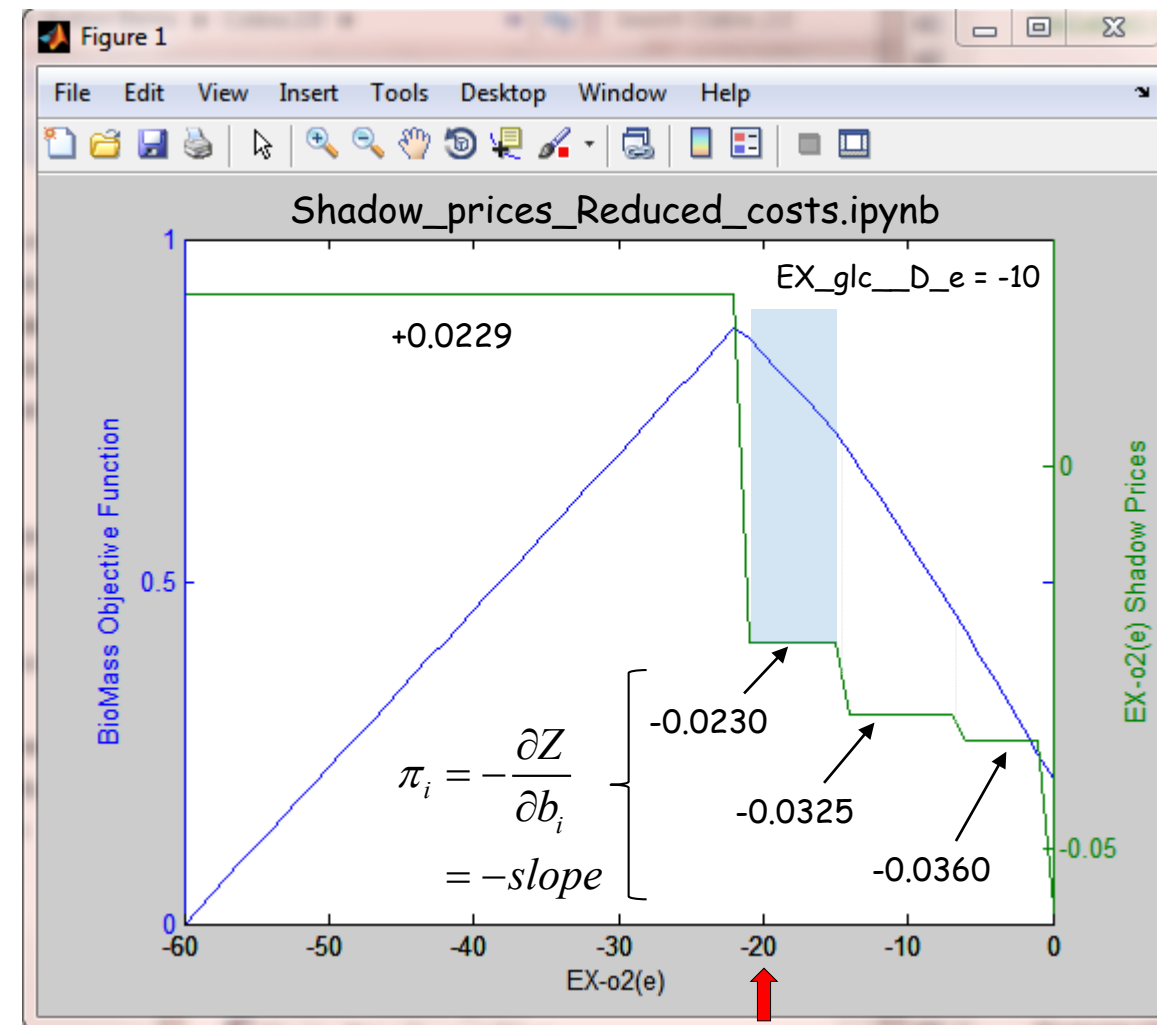 Figure 1
File Edit View Insert Tools Desktop Window Help
Shadow_prices_Reduced_costs.ipynb
EX_glc__D_e = -10
+0.0229
-0.0230
-0.0325
-0.0360
π_i = -∂Z/∂b_i
= -slope
BioMass Objective Function
1
0.5
0
EX-o2(e) Shadow Prices
0
-0.05
-60 -50 -40 -30 -20 -10 0
EX-o2(e)